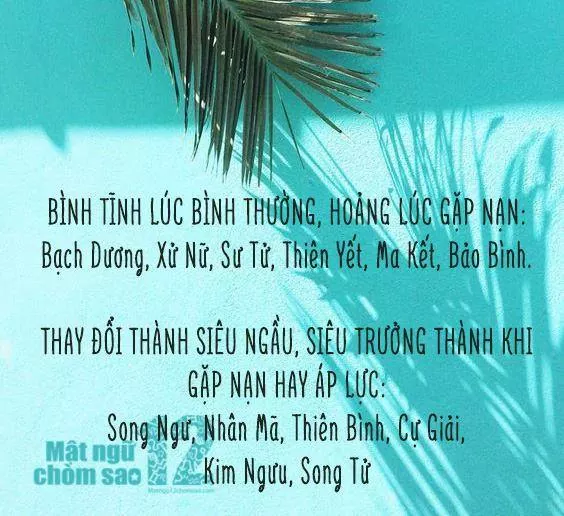 BÌNH TĨNH LÚC BÌNH THƯỜNG, HOẢNG LÚC GẶP NẠN:
Bạch Dương, Xử Nữ, Sư Tử, Thiên Yết, Ma Kết, Bảo Bình.
THAY ĐỔI THÀNH SIÊU NGẦU, SIÊU TRƯỞNG THÀNH KHI
GẶP NẠN HAY ÁP LỰC:
Song Ngư, Nhân Mã, Thiên Bình, Cự Giải,
Kim Ngưu, Song Tử
Mật ngữ
chòm sao 12